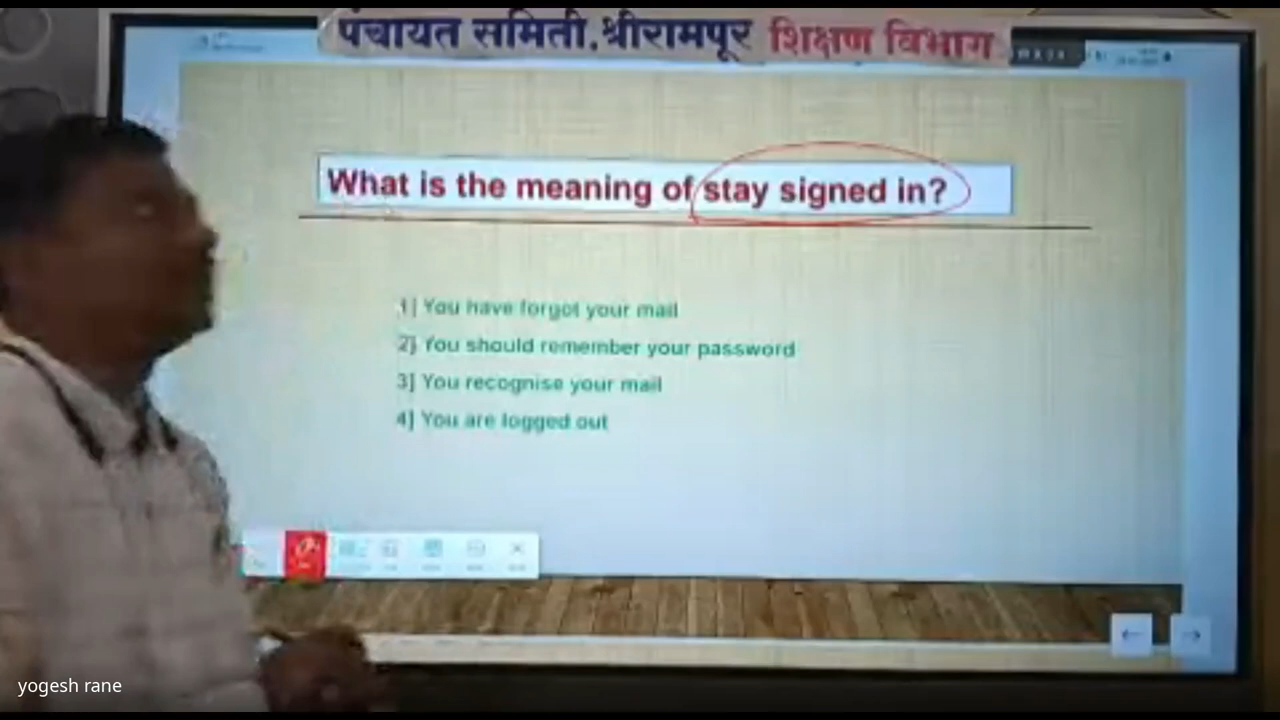 पंचायत समिती.श्रीरामपूर शिक्षण विभाग
What is the meaning of stay signed in?
1] You have forgot your mail
2} You should remember your password
3] You recognise your mail
4] You are logged out
yogesh rane